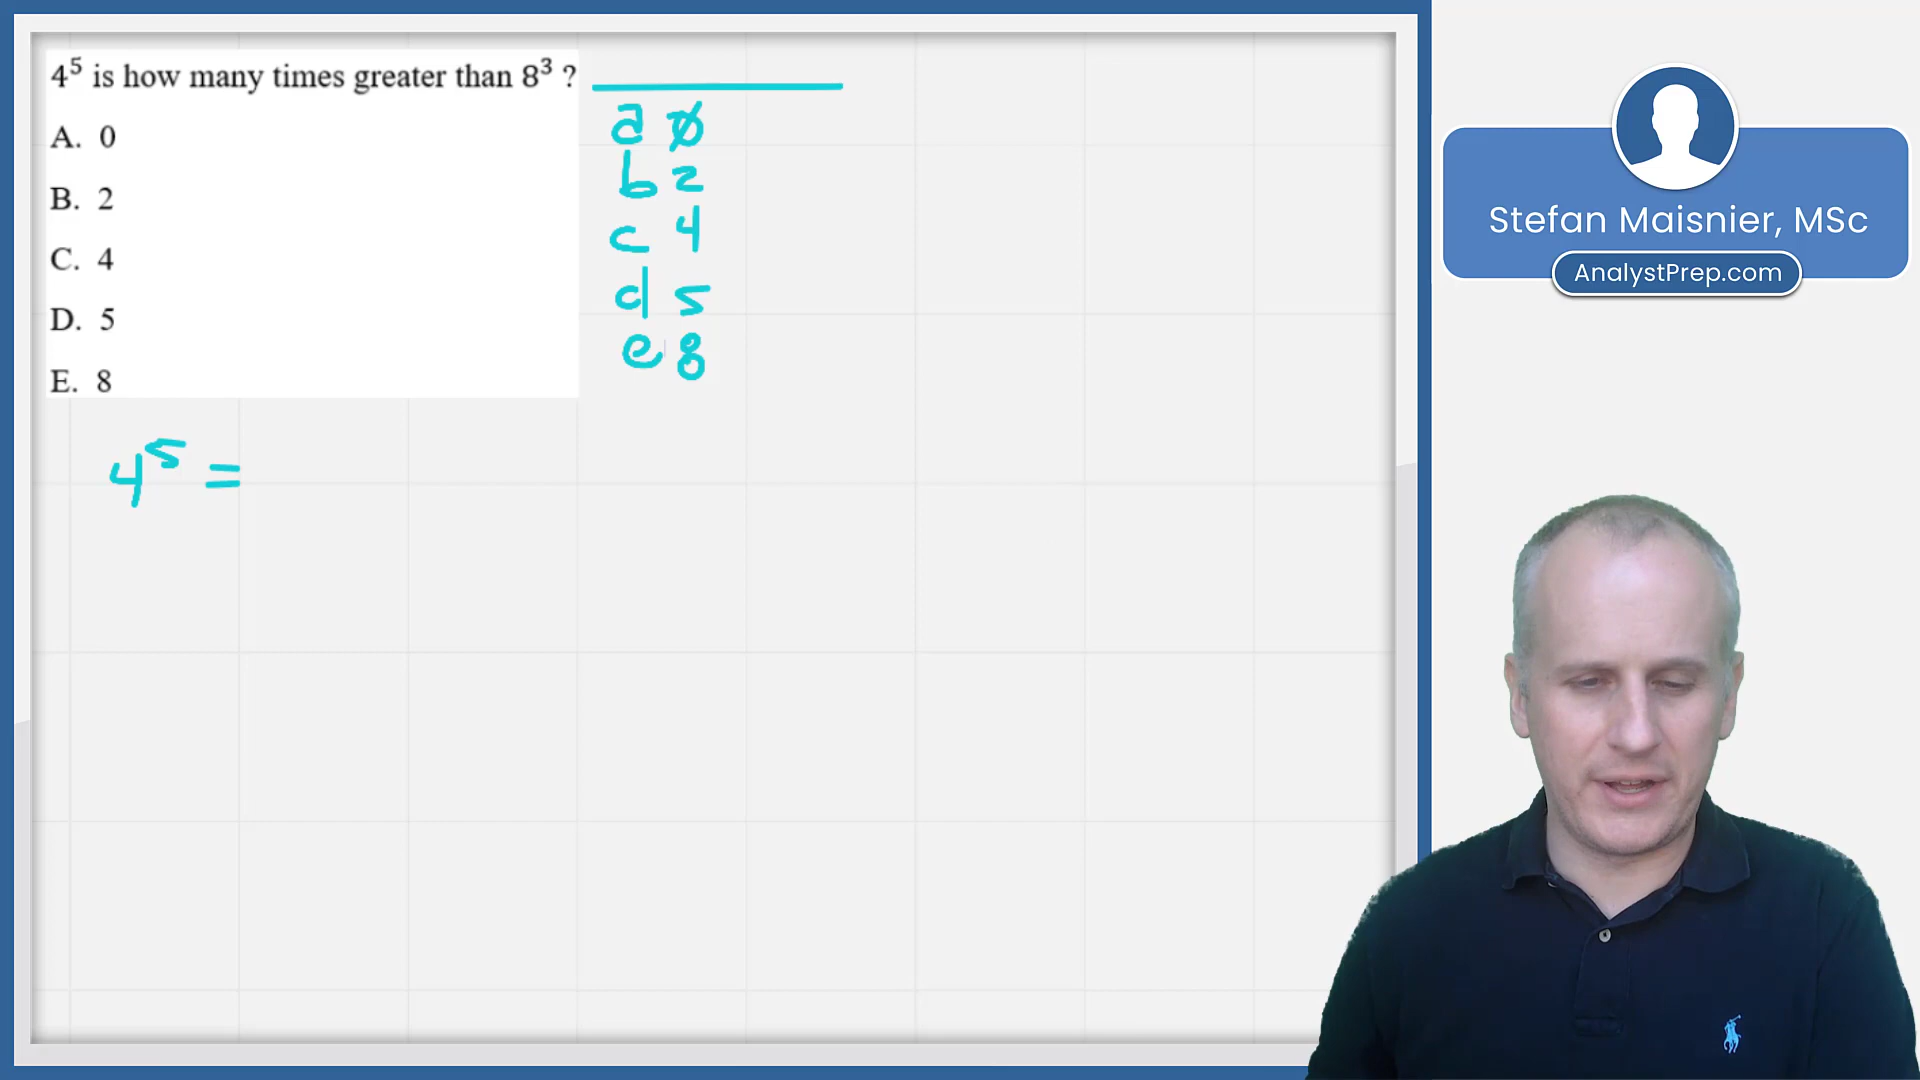 4⁵ is how many times greater than 8³ ?
A. 0
B. 2
C. 4
D. 5
E. 8
a 0
b 2
c 4
d 5
e 8
4⁵ =
Stefan Maisnier, MSc
AnalystPrep.com